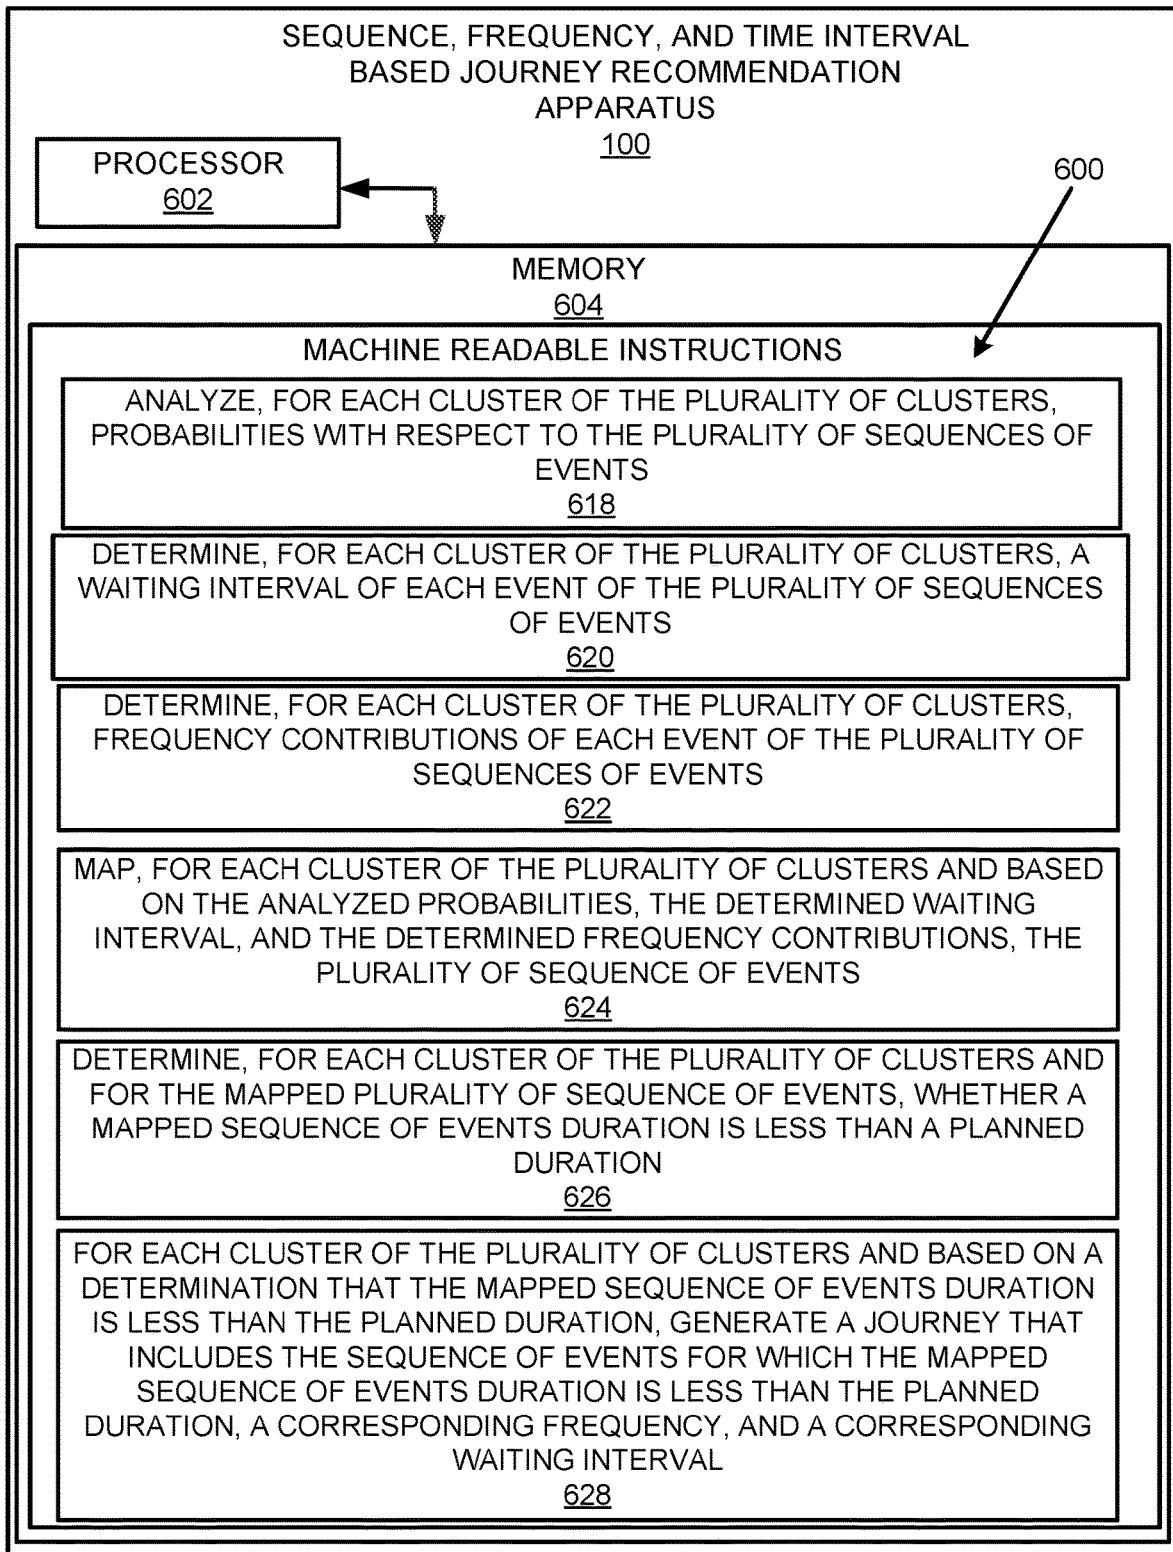 SEQUENCE, FREQUENCY, AND TIME INTERVAL
BASED JOURNEY RECOMMENDATION
APPARATUS
100
PROCESSOR
602
600
MEMORY
604
MACHINE READABLE INSTRUCTIONS
ANALYZE, FOR EACH CLUSTER OF THE PLURALITY OF CLUSTERS,
PROBABILITIES WITH RESPECT TO THE PLURALITY OF SEQUENCES OF
EVENTS
618
DETERMINE, FOR EACH CLUSTER OF THE PLURALITY OF CLUSTERS, A
WAITING INTERVAL OF EACH EVENT OF THE PLURALITY OF SEQUENCES
OF EVENTS
620
DETERMINE, FOR EACH CLUSTER OF THE PLURALITY OF CLUSTERS,
FREQUENCY CONTRIBUTIONS OF EACH EVENT OF THE PLURALITY OF
SEQUENCES OF EVENTS
622
MAP, FOR EACH CLUSTER OF THE PLURALITY OF CLUSTERS AND BASED
ON THE ANALYZED PROBABILITIES, THE DETERMINED WAITING
INTERVAL, AND THE DETERMINED FREQUENCY CONTRIBUTIONS, THE
PLURALITY OF SEQUENCE OF EVENTS
624
DETERMINE, FOR EACH CLUSTER OF THE PLURALITY OF CLUSTERS AND
FOR THE MAPPED PLURALITY OF SEQUENCE OF EVENTS, WHETHER A
MAPPED SEQUENCE OF EVENTS DURATION IS LESS THAN A PLANNED
DURATION
626
FOR EACH CLUSTER OF THE PLURALITY OF CLUSTERS AND BASED ON A
DETERMINATION THAT THE MAPPED SEQUENCE OF EVENTS DURATION
IS LESS THAN THE PLANNED DURATION, GENERATE A JOURNEY THAT
INCLUDES THE SEQUENCE OF EVENTS FOR WHICH THE MAPPED
SEQUENCE OF EVENTS DURATION IS LESS THAN THE PLANNED
DURATION, A CORRESPONDING FREQUENCY, AND A CORRESPONDING
WAITING INTERVAL
628